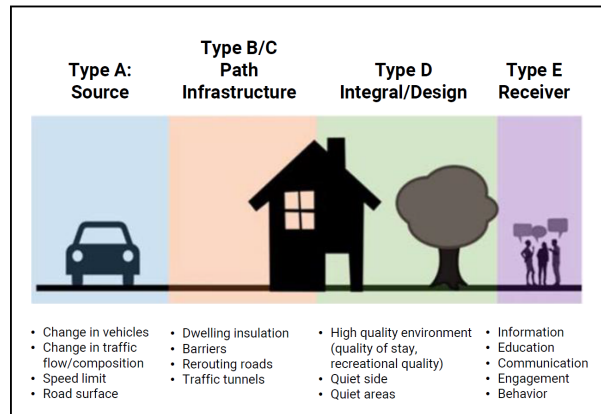 Type A:
Source
Type B/C
Path
Infrastructure
Type D
Integral/Design
Type E
Receiver
• Change in vehicles
• Change in traffic
flow/composition
• Speed limit
• Road surface
• Dwelling insulation
• Barriers
• Rerouting roads
• Traffic tunnels
• High quality environment
(quality of stay,
recreational quality)
• Quiet side
• Quiet areas
• Information
• Education
• Communication
• Engagement
• Behavior